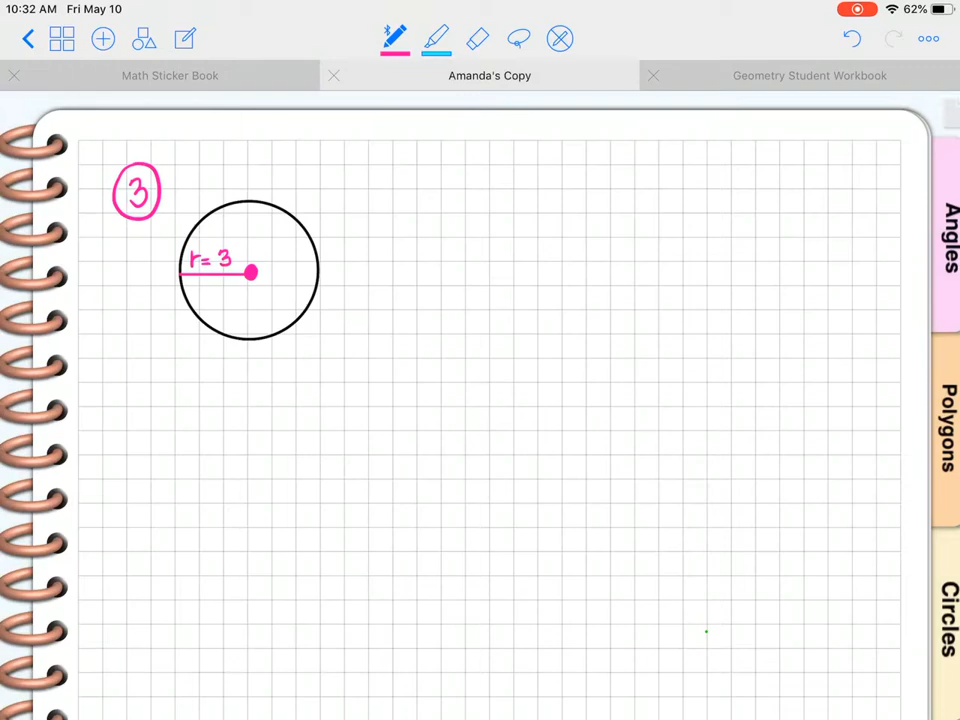 10:32 AM Fri May 10
62%
Math Sticker Book
Amanda's Copy
Geometry Student Workbook
3
r= 3
Angles
Polygons
Circles